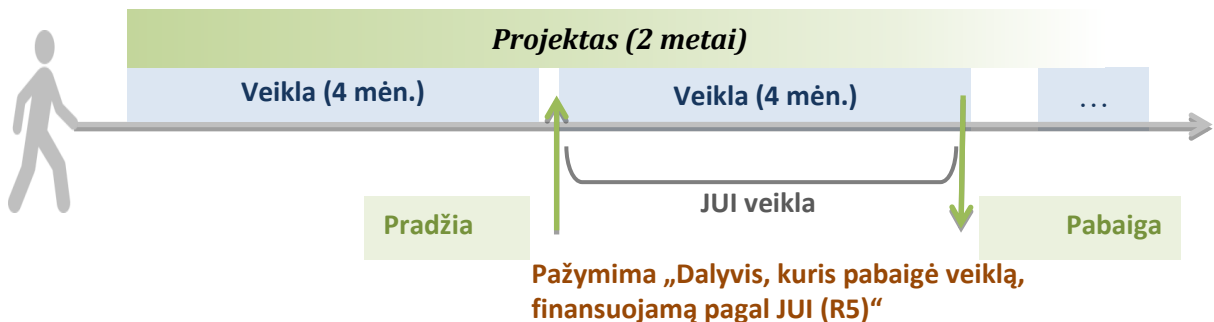 Projektas (2 metai)
Veikla (4 mėn.)
Veikla (4 mėn.)
...
JUI veikla
Pradžia
Pabaiga
Pažymima „Dalyvis, kuris pabaigė veiklą,
finansuojamą pagal JUI (R5)“